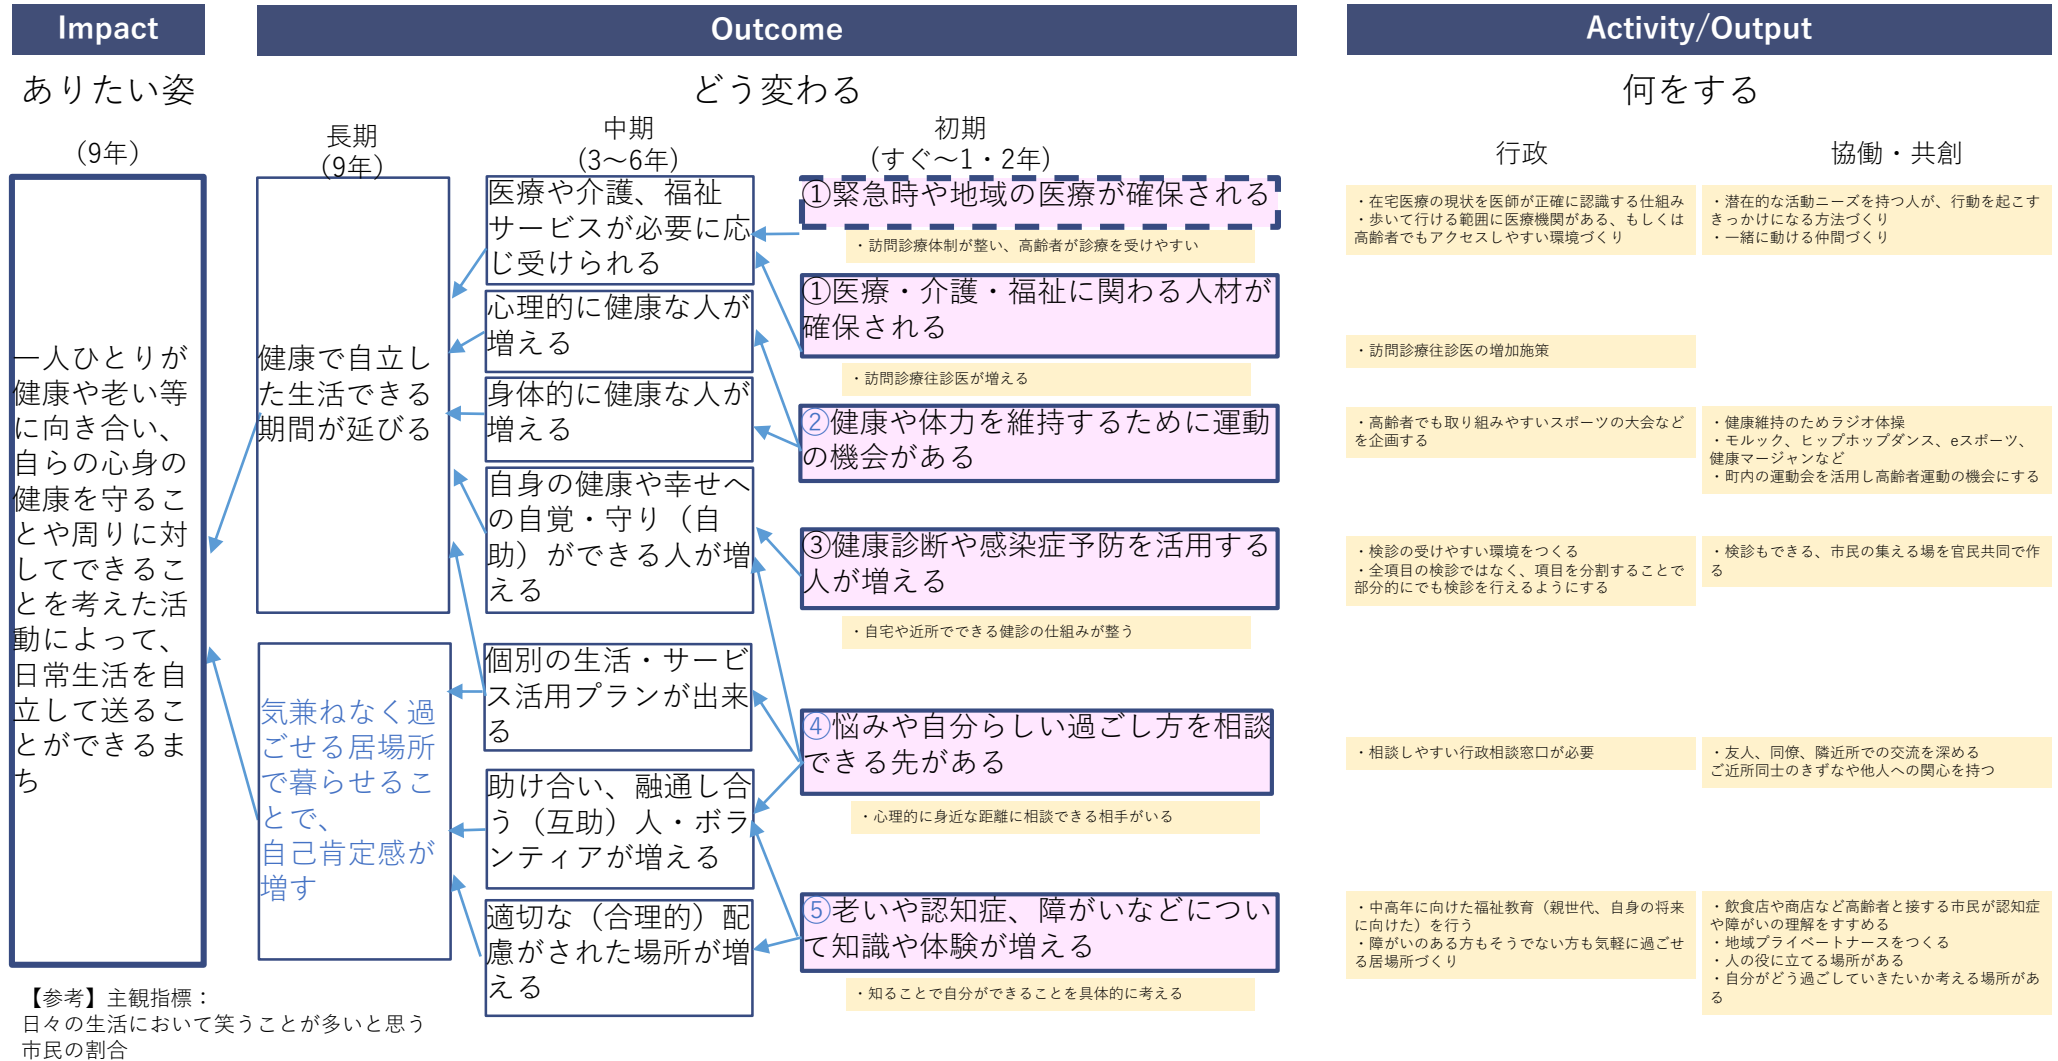 Impact
ありたい姿
(9年)
一人ひとりが
健康や老い等
に向き合い、
自らの心身の
健康を守るこ
とや周りに対
してできるこ
とを考えた活
動によって、
日常生活を自
立して送るこ
とができるま
ち
【参考】主観指標：
日々の生活において笑うことが多いと思う
市民の割合
Outcome
どう変わる
長期
(9年)
健康で自立し
た生活できる
期間が延びる
気兼ねなく過
ごせる居場所
で暮らせるこ
とで、
自己肯定感が
増す
中期
(3～6年)
医療や介護、福祉
サービスが必要に応
じ受けられる
心理的に健康な人が
増える
身体的に健康な人が
増える
自身の健康や幸せへ
の自覚・守り（自
助）ができる人が増
える
個別の生活・サービ
ス活用プランが出来
る
助け合い、融通し合
う（互助）人・ボラ
ンティアが増える
適切な（合理的）配
慮がされた場所が増
える
初期
(すぐ～1・2年)
①緊急時や地域の医療が確保される
・訪問診療体制が整い、高齢者が診療を受けやすい
①医療・介護・福祉に関わる人材が
確保される
・訪問診療往診医が増える
②健康や体力を維持するために運動
の機会がある
③健康診断や感染症予防を活用する
人が増える
・自宅や近所でできる健診の仕組みが整う
④悩みや自分らしい過ごし方を相談
できる先がある
・心理的に身近な距離に相談できる相手がいる
⑤老いや認知症、障がいなどについ
て知識や体験が増える
・知ることで自分ができることを具体的に考える
Activity/Output
何をする
行政
・在宅医療の現状を医師が正確に認識する仕組み
・歩いて行ける範囲に医療機関がある、もしくは
高齢者でもアクセスしやすい環境づくり
・訪問診療往診医の増加施策
・高齢者でも取り組みやすいスポーツの大会など
を企画する
・検診の受けやすい環境をつくる
・全項目の検診ではなく、項目を分割することで
部分的にでも検診を行えるようにする
・相談しやすい行政相談窓口が必要
・中高年に向けた福祉教育（親世代、自身の将来
に向けた）を行う
・障がいのある方もそうでない方も気軽に過ごせ
る居場所づくり
協働・共創
・潜在的な活動ニーズを持つ人が、行動を起こす
きっかけになる方法づくり
・一緒に動ける仲間づくり
・健康維持のためラジオ体操
・モルック、ヒップホップダンス、eスポーツ、
健康マージャンなど
・町内の運動会を活用し高齢者運動の機会にする
・検診もできる、市民の集える場を官民共同で作
る
・友人、同僚、隣近所での交流を深める
ご近所同士のきずなや他人への関心を持つ
・飲食店や商店など高齢者と接する市民が認知症
や障がいの理解をすすめる
・地域プライベートナースをつくる
・人の役に立てる場所がある
・自分がどう過ごしていきたいか考える場所があ
る